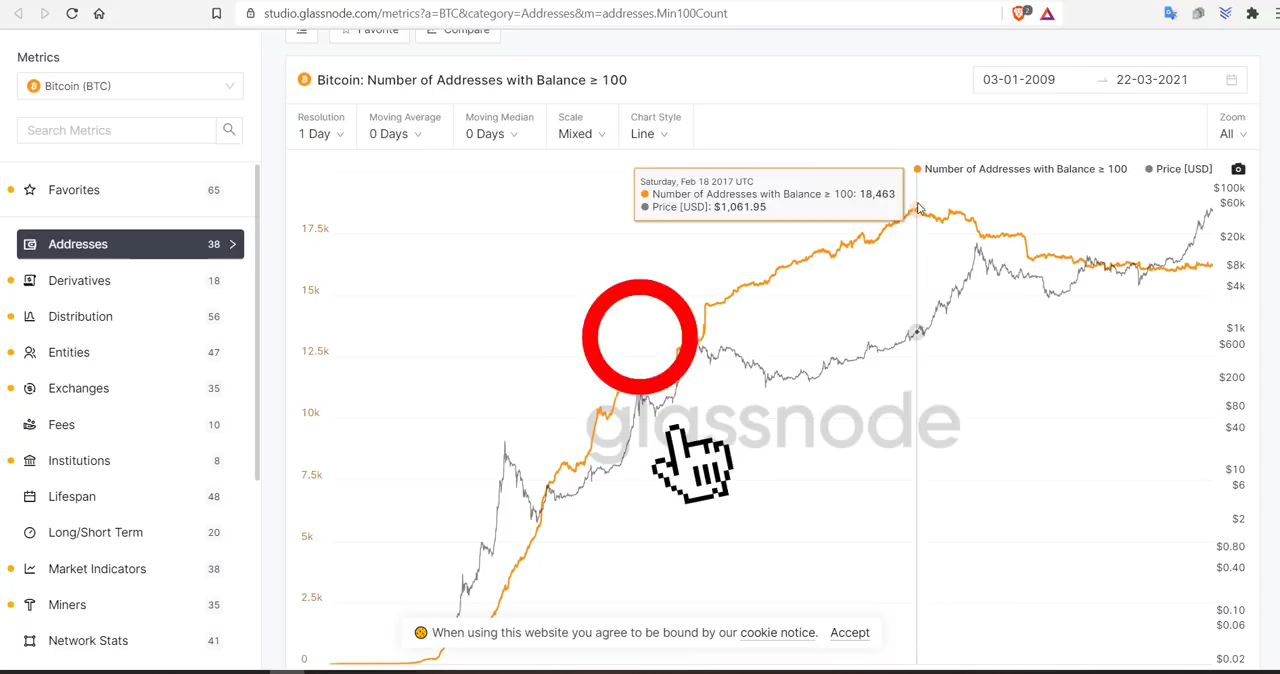 studio.glassnode.com/metrics?a=BTC&category=Addresses&m=addresses.Min100Count
2
Favorite
Compare
Metrics
Bitcoin (BTC)
Search Metrics
Favorites 65
Addresses 38
Derivatives 18
Distribution 56
Entities 47
Exchanges 35
Fees 10
Institutions 8
Lifespan 48
Long/Short Term 20
Market Indicators 38
Miners 35
Network Stats 41
Bitcoin: Number of Addresses with Balance ≥ 100
03-01-2009 → 22-03-2021
Resolution
1 Day
Moving Average
0 Days
Moving Median
0 Days
Scale
Mixed
Chart Style
Line
Zoom
All
Number of Addresses with Balance ≥ 100
Price [USD]
Saturday, Feb 18 2017 UTC
Number of Addresses with Balance ≥ 100: 18,463
Price [USD]: $1,061.95
17.5k
15k
12.5k
10k
7.5k
5k
2.5k
0
$100k
$60k
$20k
$8k
$4k
$1k
$600
$200
$80
$40
$10
$6
$2
$0.80
$0.40
$0.10
$0.06
$0.02
glassnode
When using this website you agree to be bound by our cookie notice. Accept